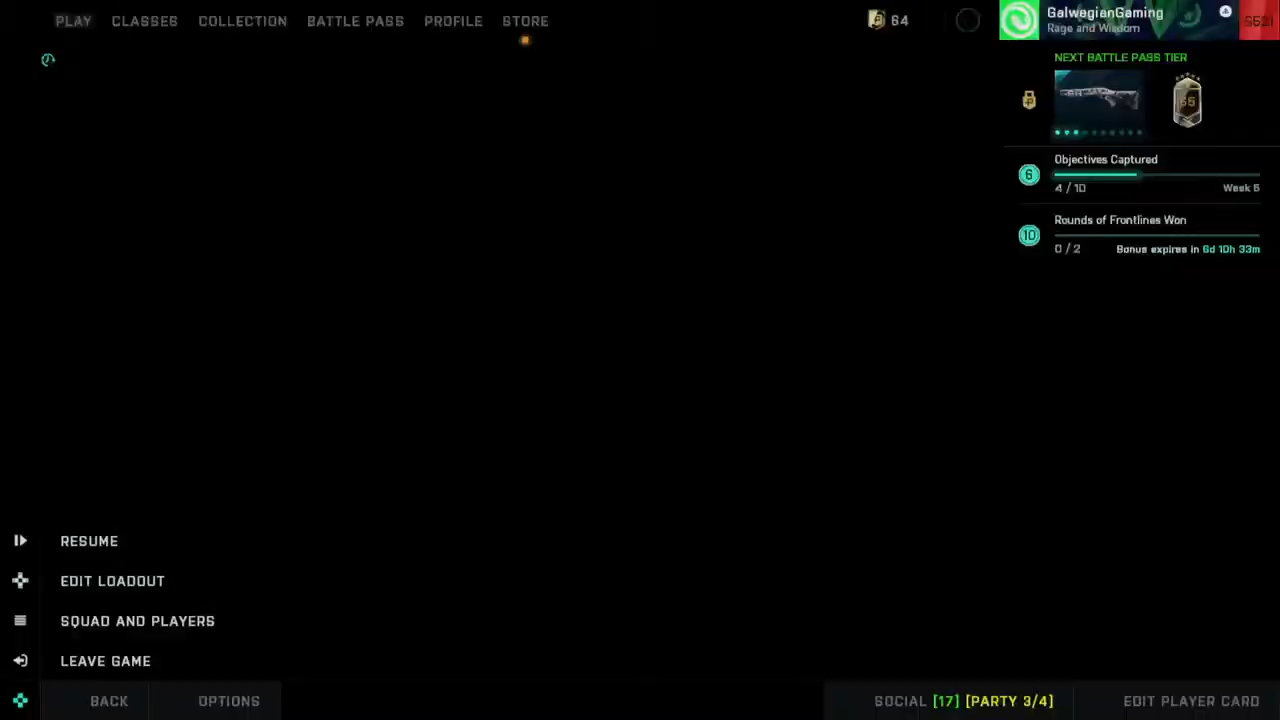 PLAY CLASSES COLLECTION BATTLE PASS PROFILE STORE
64
GalwegianGaming
Rage and Wisdom
NEXT BATTLE PASS TIER
65
Objectives Captured
6
4 / 10 Week 6
Rounds of Frontlines Won
10
0 / 2 Bonus expires in 6d 10h 33m
RESUME
EDIT LOADOUT
SQUAD AND PLAYERS
LEAVE GAME
BACK OPTIONS SOCIAL [17] [PARTY 3/4] EDIT PLAYER CARD